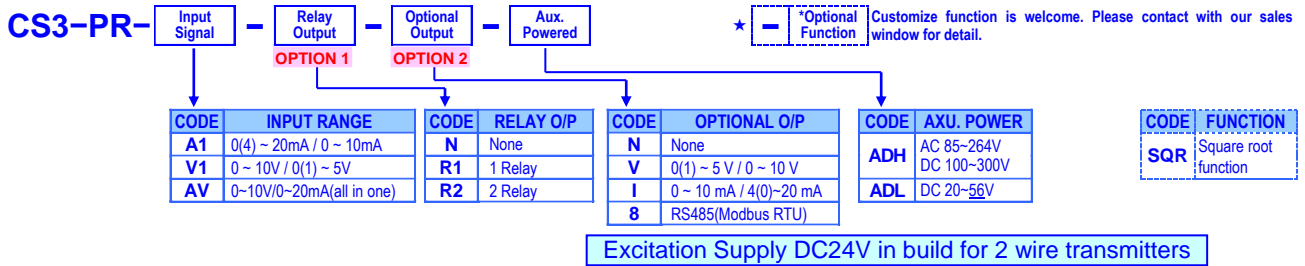 CS3-PR- Input Signal - Relay Output - Optional Output - Aux. Powered ★ - *Optional Function Customize function is welcome. Please contact with our sales window for detail.
OPTION 1 OPTION 2
CODE INPUT RANGE
A1 0(4) ~ 20mA / 0 ~ 10mA
V1 0 ~ 10V / 0(1) ~ 5V
AV 0~10V/0~20mA(all in one)
CODE RELAY O/P
N None
R1 1 Relay
R2 2 Relay
CODE OPTIONAL O/P
N None
V 0(1) ~ 5 V / 0 ~ 10 V
I 0 ~ 10 mA / 4(0)~20 mA
8 RS485(Modbus RTU)
CODE AXU. POWER
ADH AC 85~264V
DC 100~300V
ADL DC 20~56V
CODE FUNCTION
SQR Square root
function
Excitation Supply DC24V in build for 2 wire transmitters